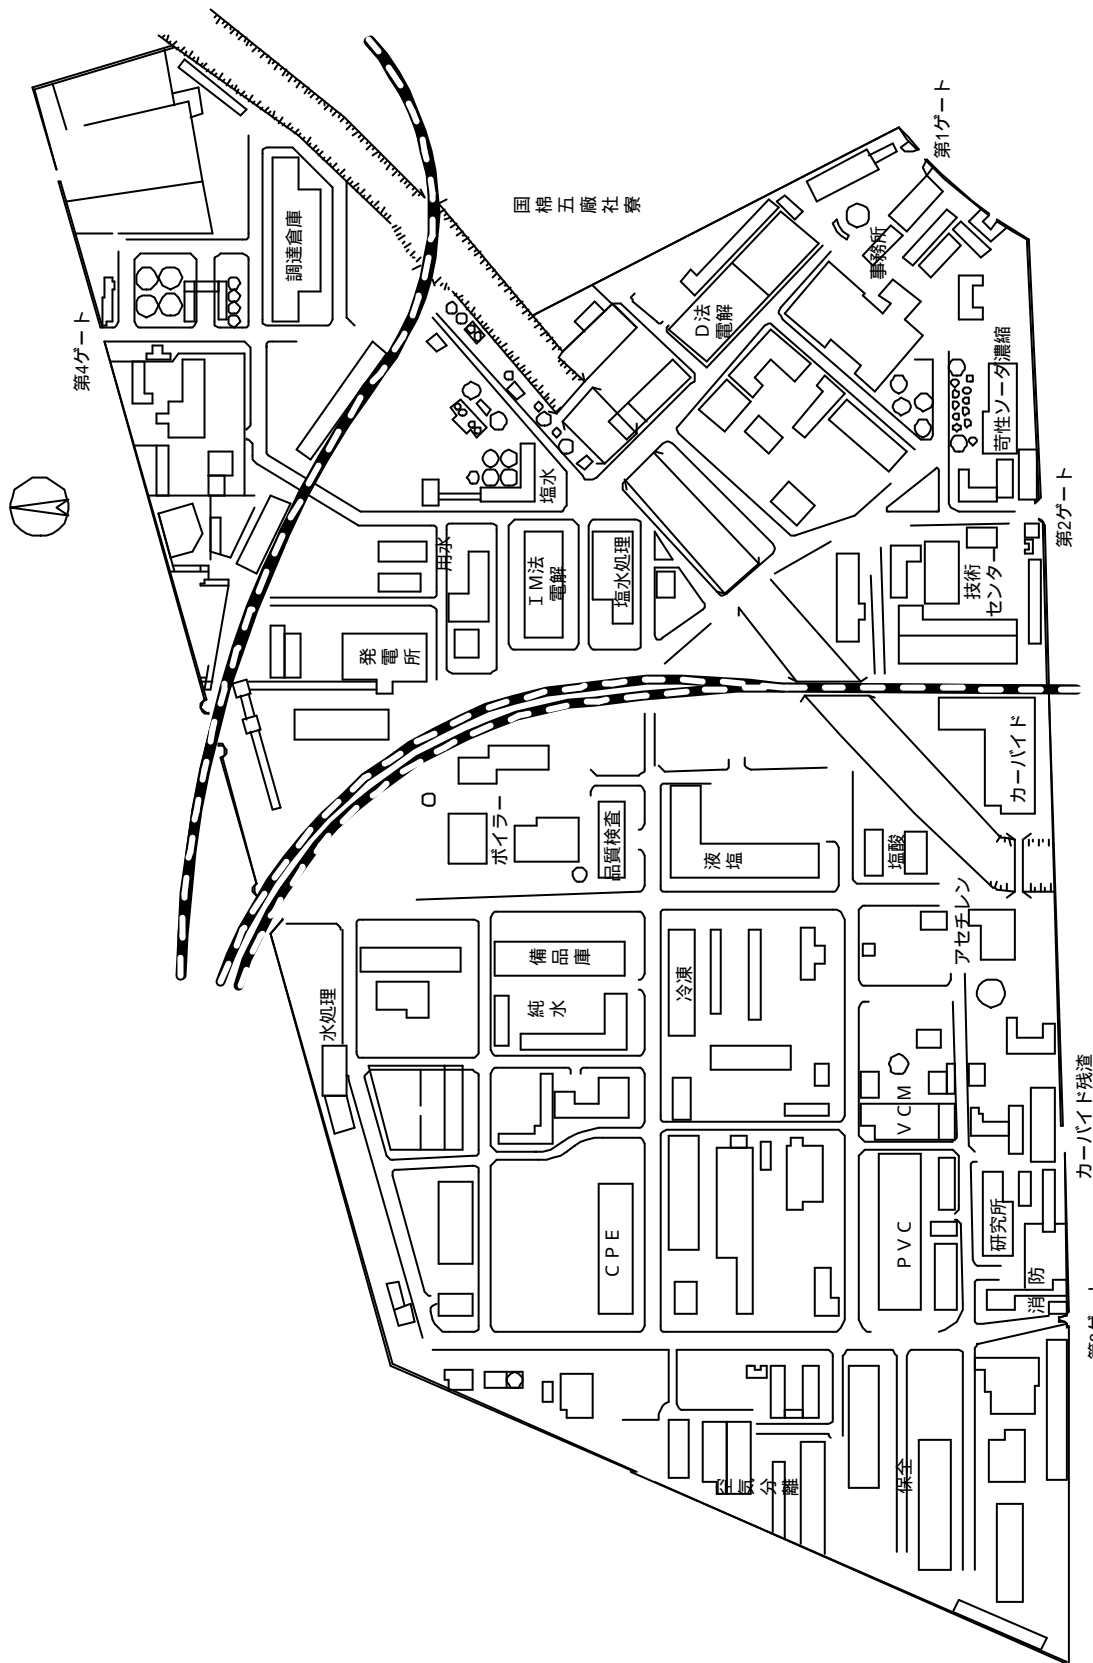 第1ゲート
国棉五廠社寮
調達倉庫
事務所
D法
電解
第4ゲート
苛性ソーダ濃縮
塩水
第2ゲート
用水
IM法
電解
塩水処理
技術
センター
発電所
カーバイド
ボイラー
品質検査
液塩
塩酸
アセチレン
備品庫
冷凍
純水
水処理
VCM
カーバイド残渣
研究所
CPE
PVC
消防
空気分離
保全